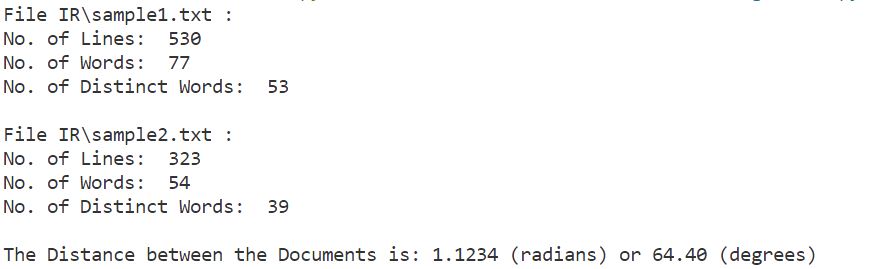 File IR\sample1.txt :
No. of Lines:  530
No. of Words:  77
No. of Distinct Words:  53
File IR\sample2.txt :
No. of Lines:  323
No. of Words:  54
No. of Distinct Words:  39
The Distance between the Documents is: 1.1234 (radians) or 64.40 (degrees)